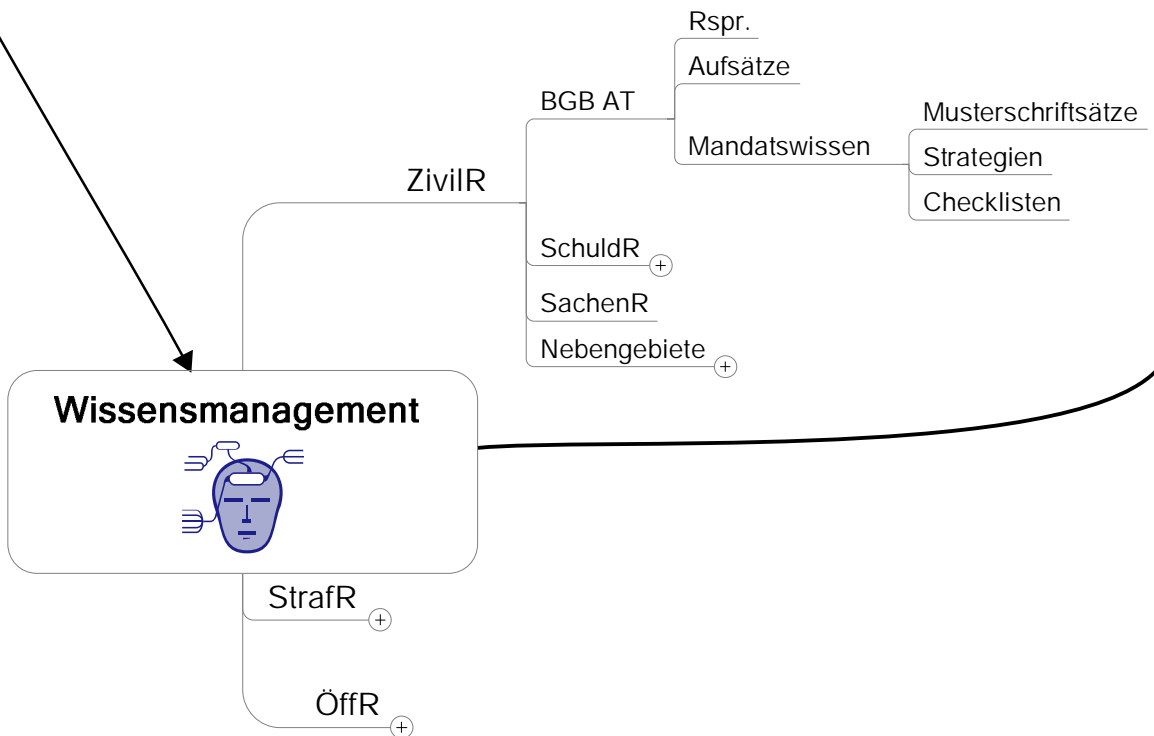 Rspr.
Aufsätze
BGB AT
Musterschriftsätze
Mandatswissen
Strategien
ZivilR
Checklisten
SchuldR
SachenR
Nebengebiete
Wissensmanagement
StrafR
ÖffR